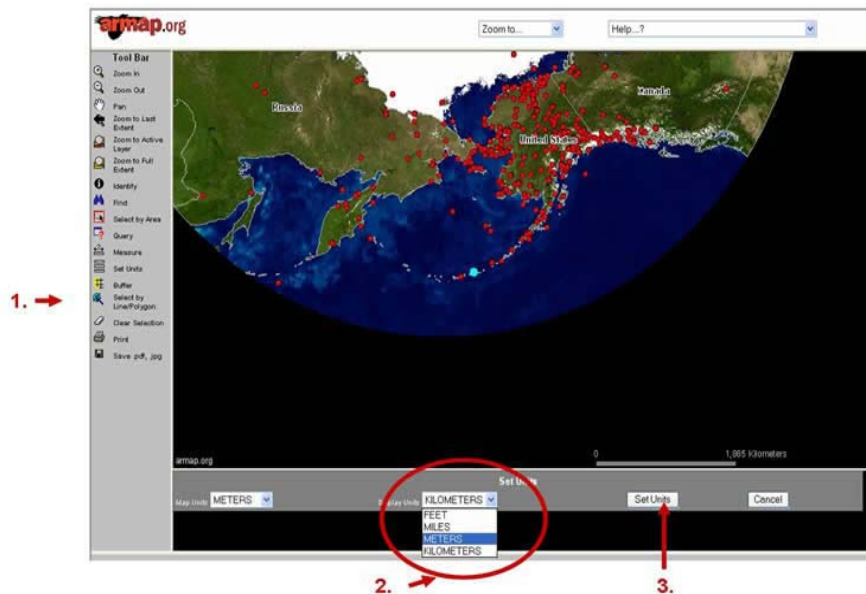 armap.org
Zoom to...
Help...?
Tool Bar
Zoom In
Zoom Out
Pan
Zoom to Last
Extent
Zoom to Active
Layer
Zoom to Full
Extent
Identify
Find
Select by Area
Query
Measure
Set Units
Buffer
Select by
Line/Polygon
Clear Selection
Print
Save .pdf, .jpg
1.
Russia
United States
Canada
armap.org
0
1,865 Kilometers
Set Units
Map Units METERS
Display Units KILOMETERS
FEET
MILES
METERS
KILOMETERS
Set Units
Cancel
2.
3.